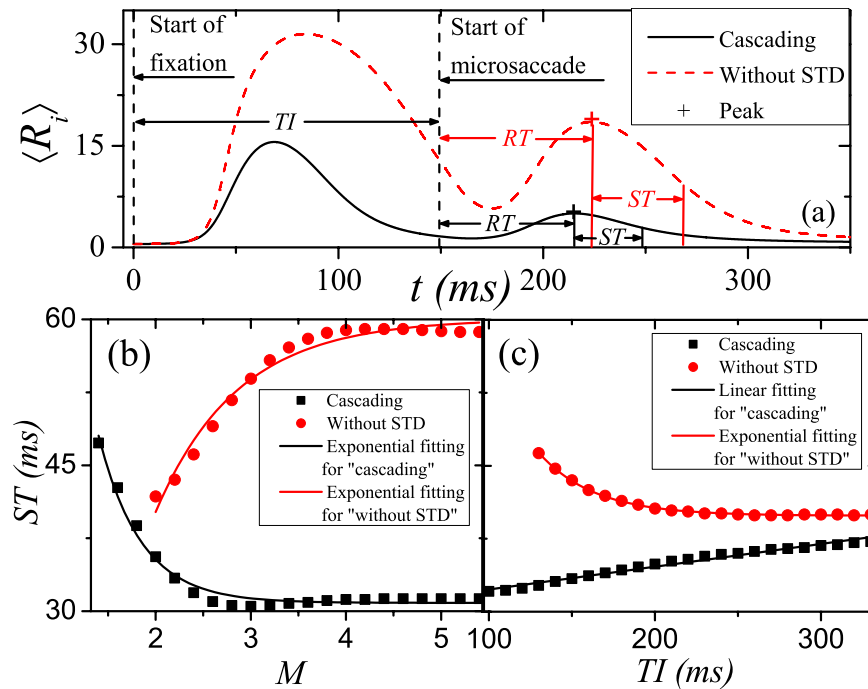 30
15
0
⟨Rᵢ⟩
Start of
fixation
TI
Start of
microsaccade
RT
ST
RT
ST
Cascading
Without STD
Peak
(a)
0
100
200
300
t (ms)
60
45
30
ST (ms)
(b)
Cascading
Without STD
Exponential fitting
for "cascading"
Exponential fitting
for "without STD"
2
3
4
5
M
(c)
Cascading
Without STD
Linear fitting
for "cascading"
Exponential fitting
for "without STD"
100
200
300
TI (ms)